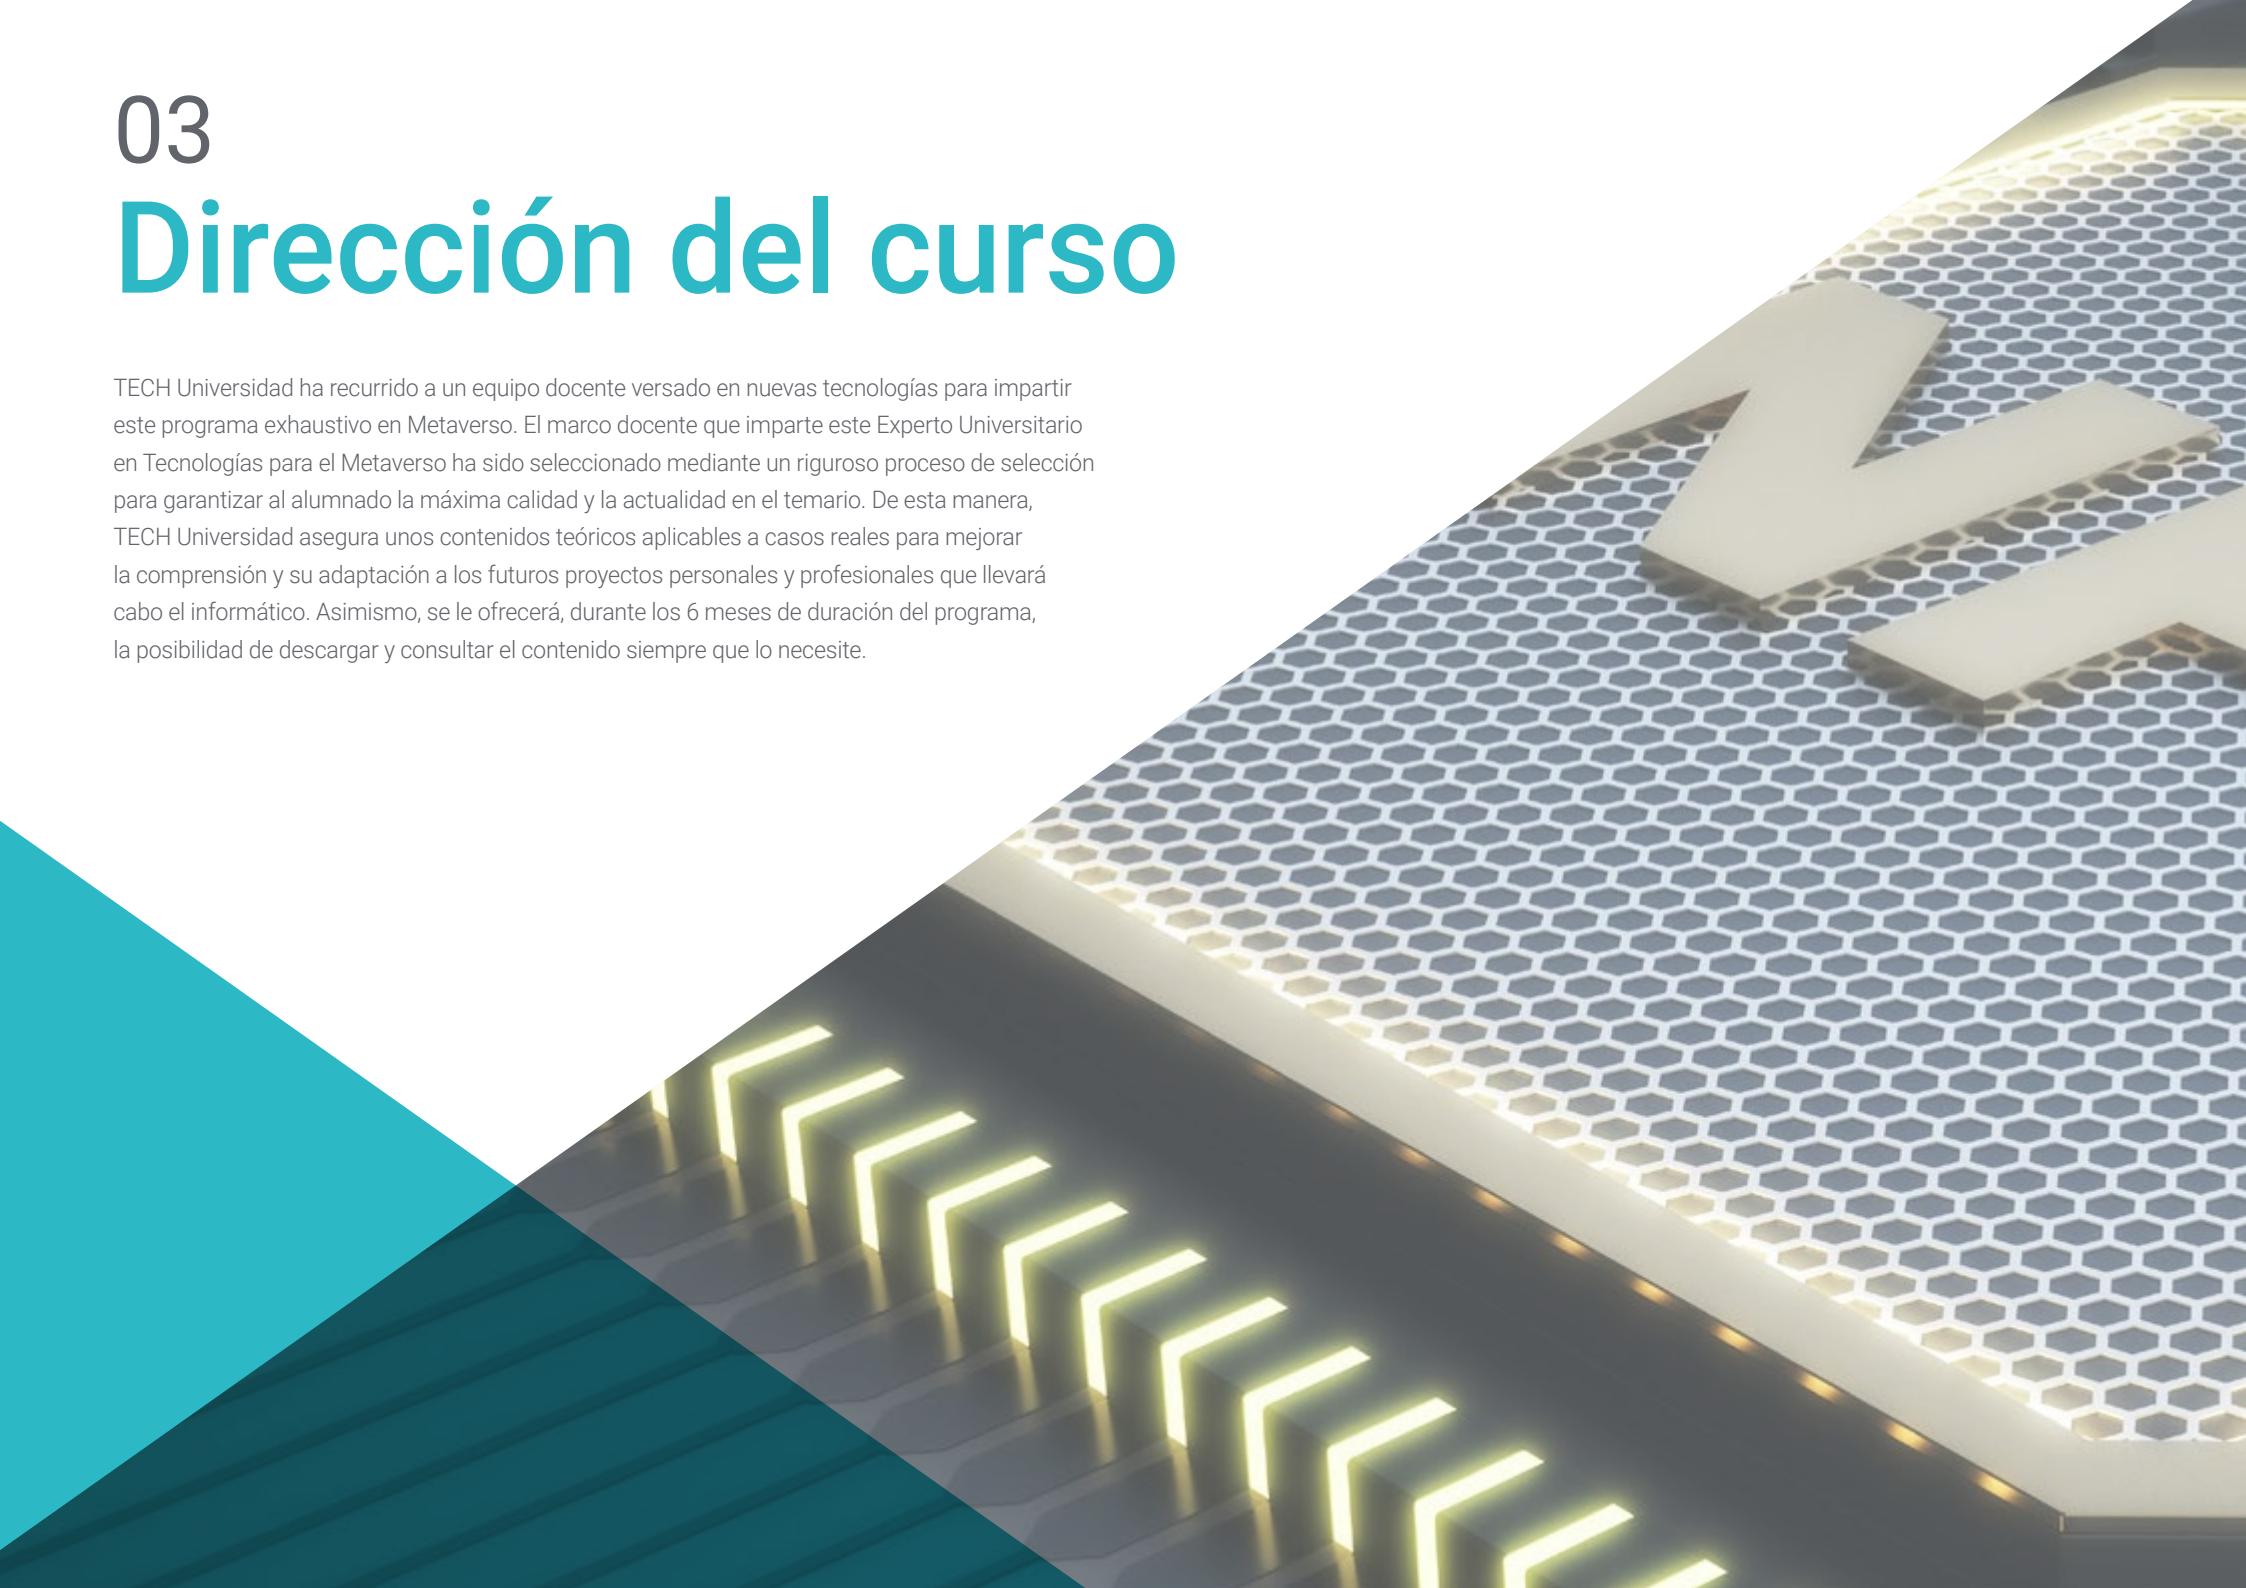 03
Dirección del curso
TECH Universidad ha recurrido a un equipo docente versado en nuevas tecnologías para impartir
este programa exhaustivo en Metaverso. El marco docente que imparte este Experto Universitario
en Tecnologías para el Metaverso ha sido seleccionado mediante un riguroso proceso de selección
para garantizar al alumnado la máxima calidad y la actualidad en el temario. De esta manera,
TECH Universidad asegura unos contenidos teóricos aplicables a casos reales para mejorar
la comprensión y su adaptación a los futuros proyectos personales y profesionales que llevará
cabo el informático. Asimismo, se le ofrecerá, durante los 6 meses de duración del programa,
la posibilidad de descargar y consultar el contenido siempre que lo necesite.